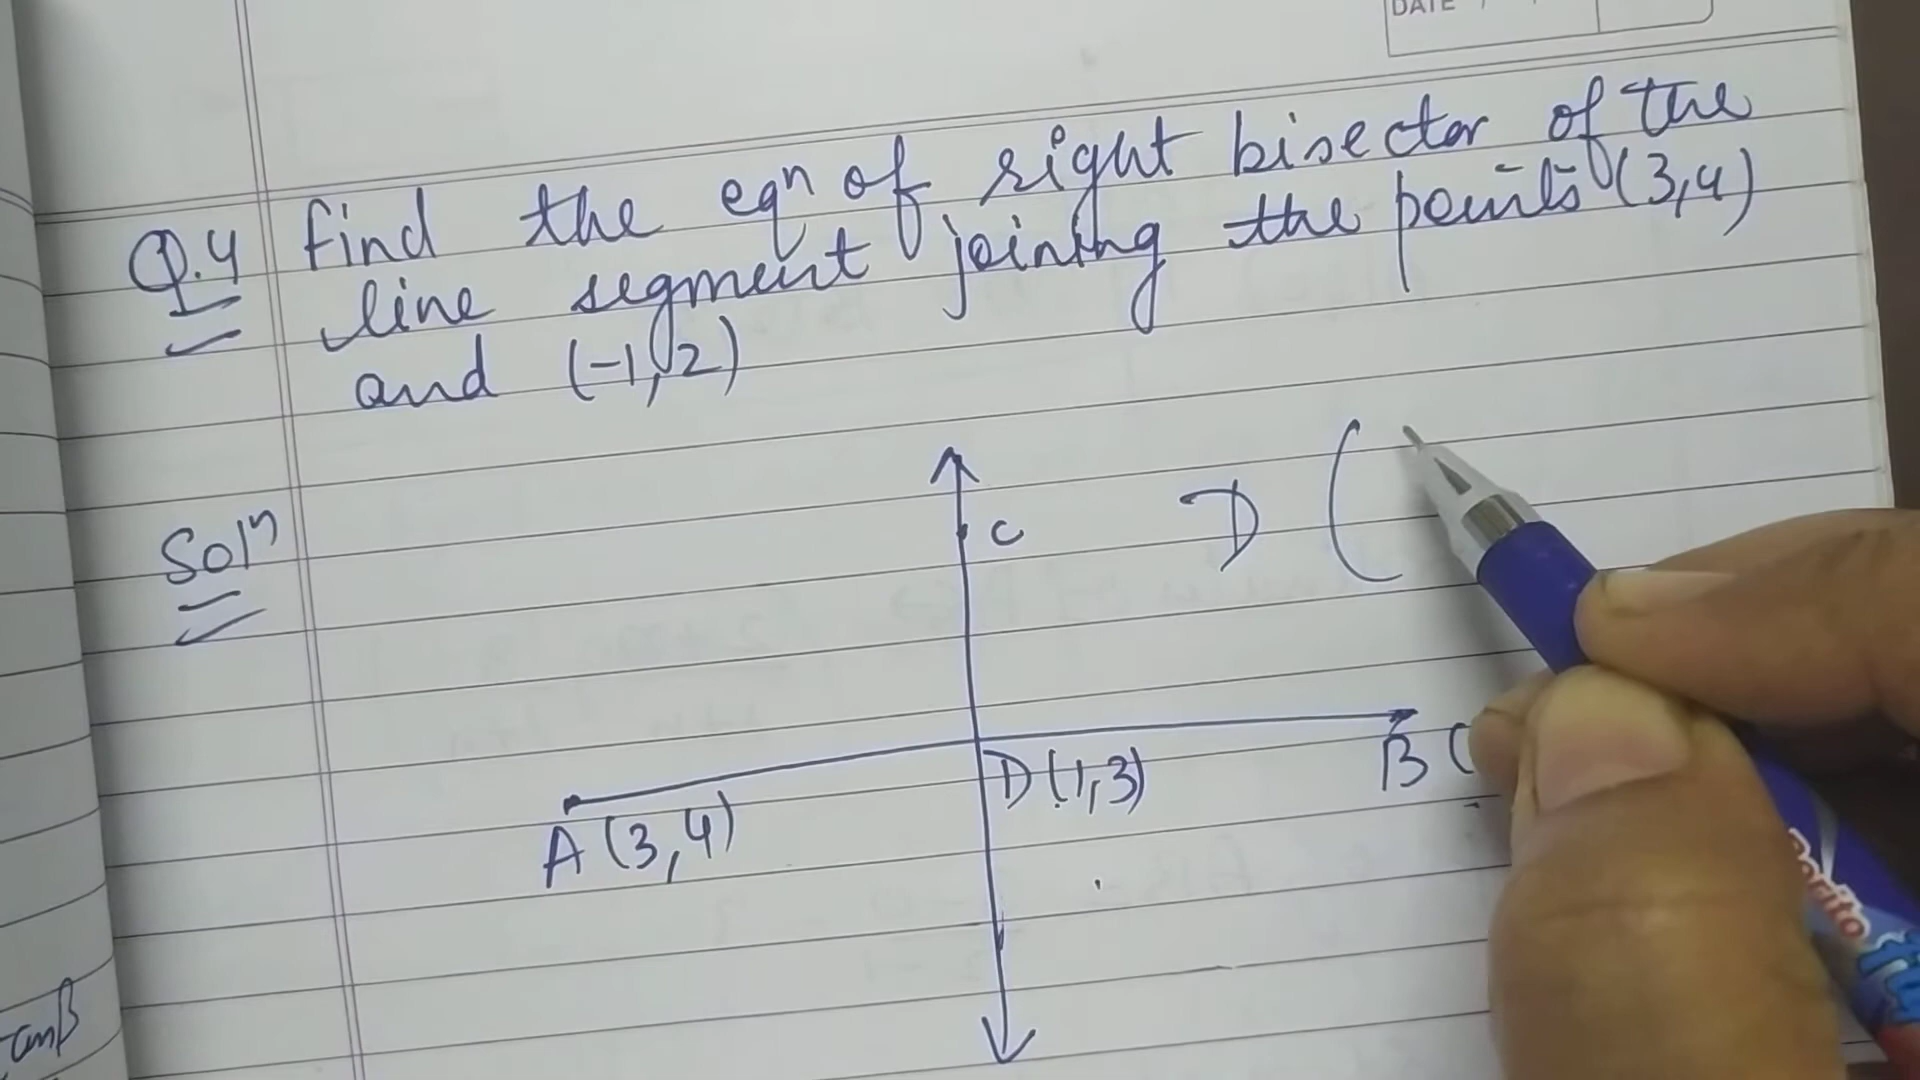 DATE
Q.4 find the eqn of right bisector of the
line segment joining the points (3,4)
and (-1,2)
Soln
C
D (
D(1,3)
B (
A (3,4)